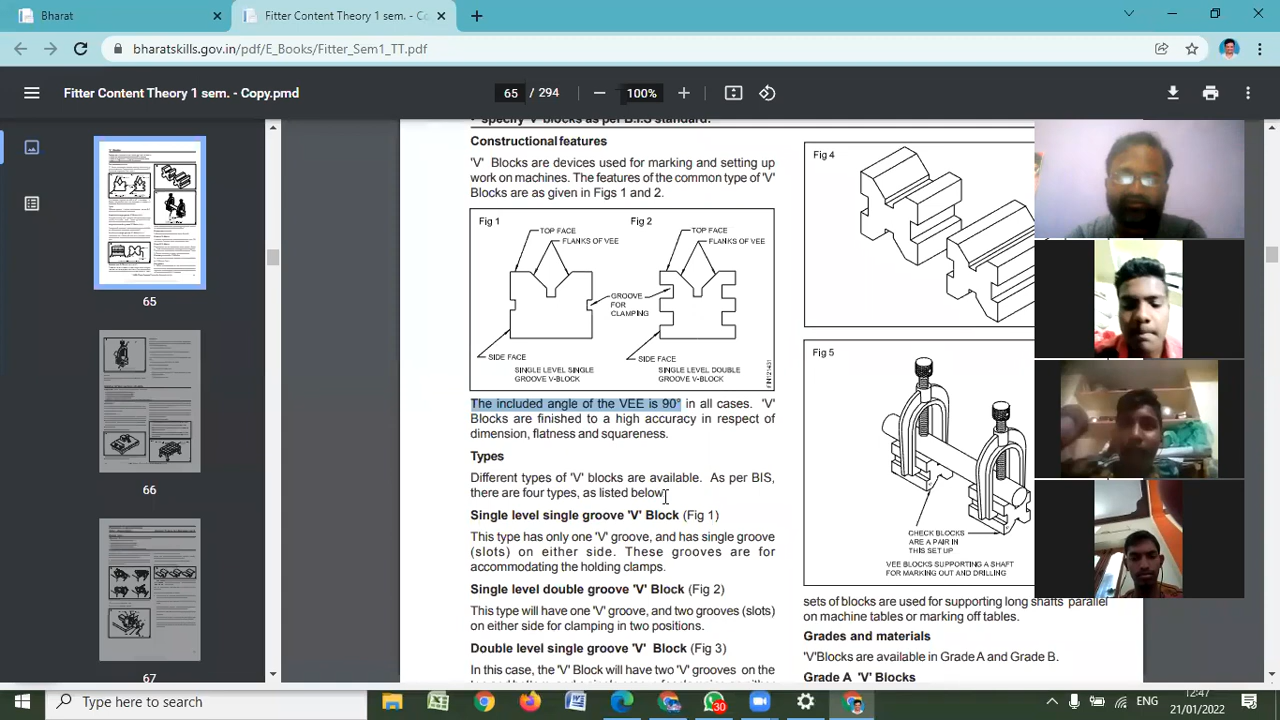 Bharat
Fitter Content Theory 1 sem. - Co
bharatskills.gov.in/pdf/E_Books/Fitter_Sem1_TT.pdf
Fitter Content Theory 1 sem. - Copy.pmd
65 / 294
100%
65
66
67
specify 'V' blocks as per B.I.S standard.
Constructional features
'V' Blocks are devices used for marking and setting up
work on machines. The features of the common type of 'V'
Blocks are as given in Figs 1 and 2.
Fig 1
Fig 2
TOP FACE
FLANKS OF VEE
TOP FACE
FLANKS OF VEE
GROOVE
FOR
CLAMPING
SIDE FACE
SIDE FACE
SINGLE LEVEL SINGLE
GROOVE V-BLOCK
SINGLE LEVEL DOUBLE
GROOVE V-BLOCK
The included angle of the VEE is 90° in all cases. 'V'
Blocks are finished to a high accuracy in respect of
dimension, flatness and squareness.
Types
Different types of 'V' blocks are available. As per BIS,
there are four types, as listed below
Single level single groove 'V' Block (Fig 1)
This type has only one 'V' groove, and has single groove
(slots) on either side. These grooves are for
accommodating the holding clamps.
Single level double groove 'V' Block (Fig 2)
This type will have one 'V' groove, and two grooves (slots)
on either side for clamping in two positions.
Double level single groove 'V' Block (Fig 3)
In this case, the 'V' Block will have two 'V' grooves on the
Fig 4
Fig 5
CHECK BLOCKS
ARE A PAIR IN
THIS SET UP
VEE BLOCKS SUPPORTING A SHAFT
FOR MARKING OUT AND DRILLING
sets of blocks are used for supporting long shafts parallel
on machine tables or marking off tables.
Grades and materials
'V'Blocks are available in Grade A and Grade B.
Grade A 'V' Blocks
Type here to search
30
ENG
12:47
21/01/2022